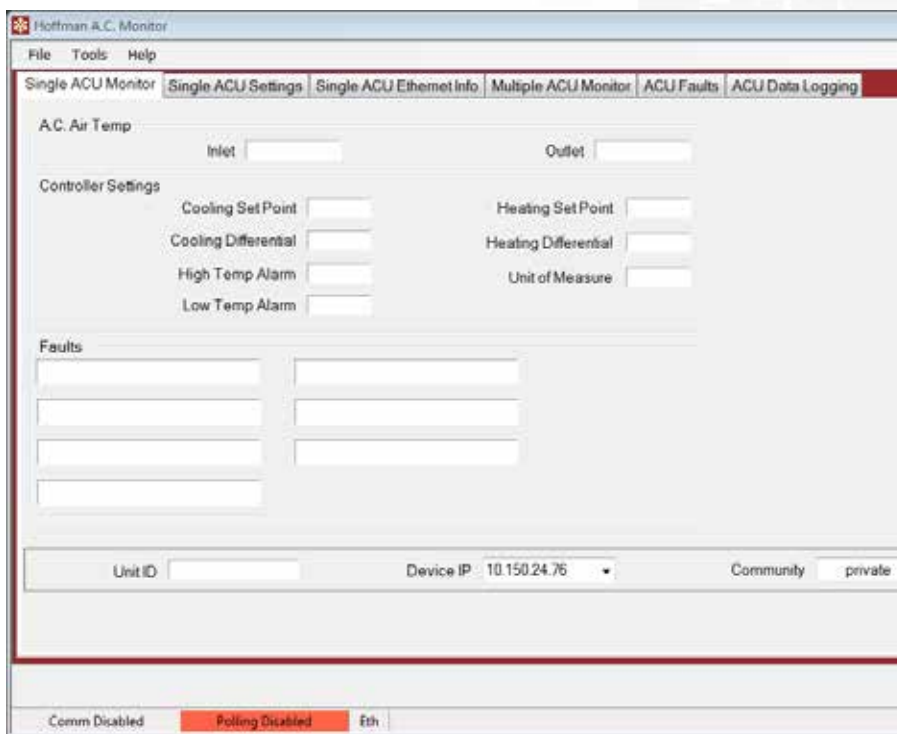 Hoffman A.C. Monitor
File Tools Help
Single ACU Monitor Single ACU Settings Single ACU Ethernet Info Multiple ACU Monitor ACU Faults ACU Data Logging
A.C. Air Temp
Inlet Outlet
Controller Settings
Cooling Set Point Heating Set Point
Cooling Differential Heating Differential
High Temp Alarm Unit of Measure
Low Temp Alarm
Faults
Unit ID Device IP 10.150.24.76 Community private
Comm Disabled Polling Disabled Eth